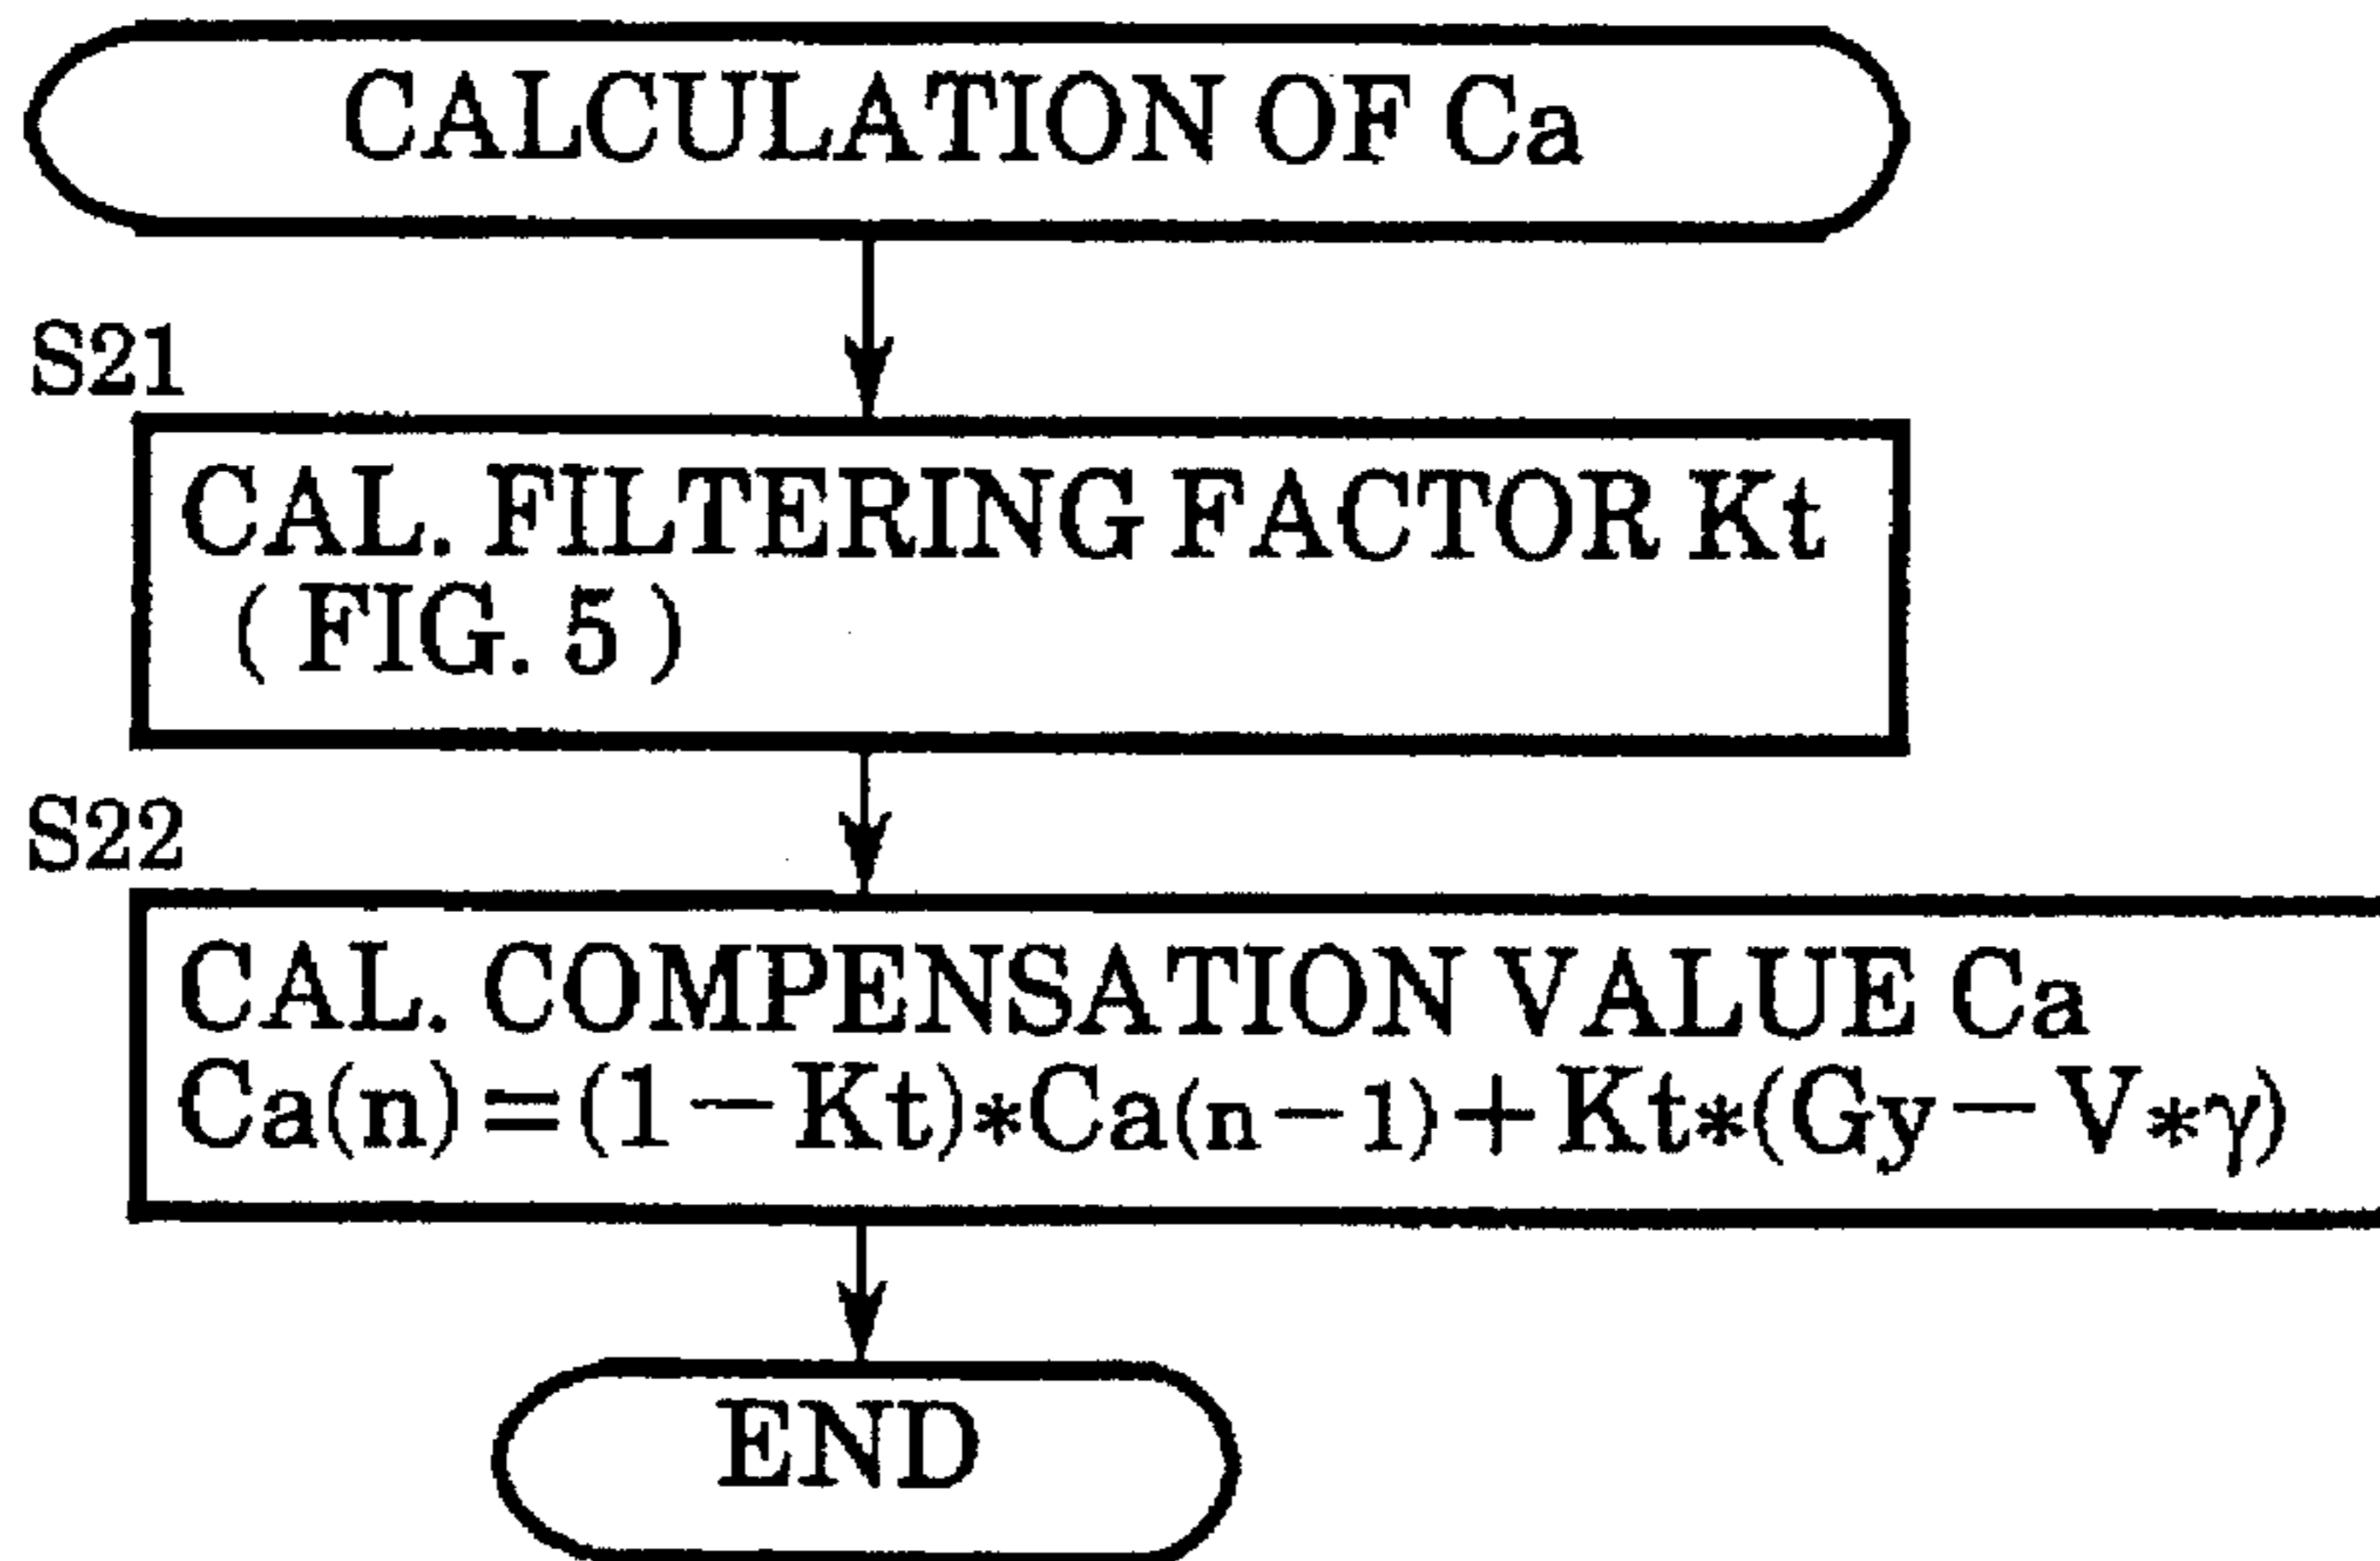 CALCULATION OF Ca
S21
CAL. FILTERING FACTOR Kt
(FIG. 5)
S22
CAL. COMPENSATION VALUE Ca
Ca(n)=(1-Kt)*Ca(n-1)+Kt*(Gy-V*γ)
END